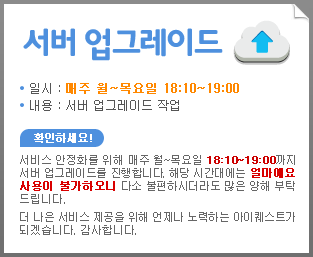 서버 업그레이드
• 일시 : 매주 월~목요일 18:10~19:00
• 내용 : 서버 업그레이드 작업
확인하세요!
서비스 안정화를 위해 매주 월~목요일 18:10~19:00까지
서버 업그레이드를 진행합니다. 해당 시간대에는 얼마에요
사용이 불가하오니 다소 불편하시더라도 많은 양해 부탁
드립니다.
더 나은 서비스 제공을 위해 언제나 노력하는 아이퀘스트가
되겠습니다. 감사합니다.